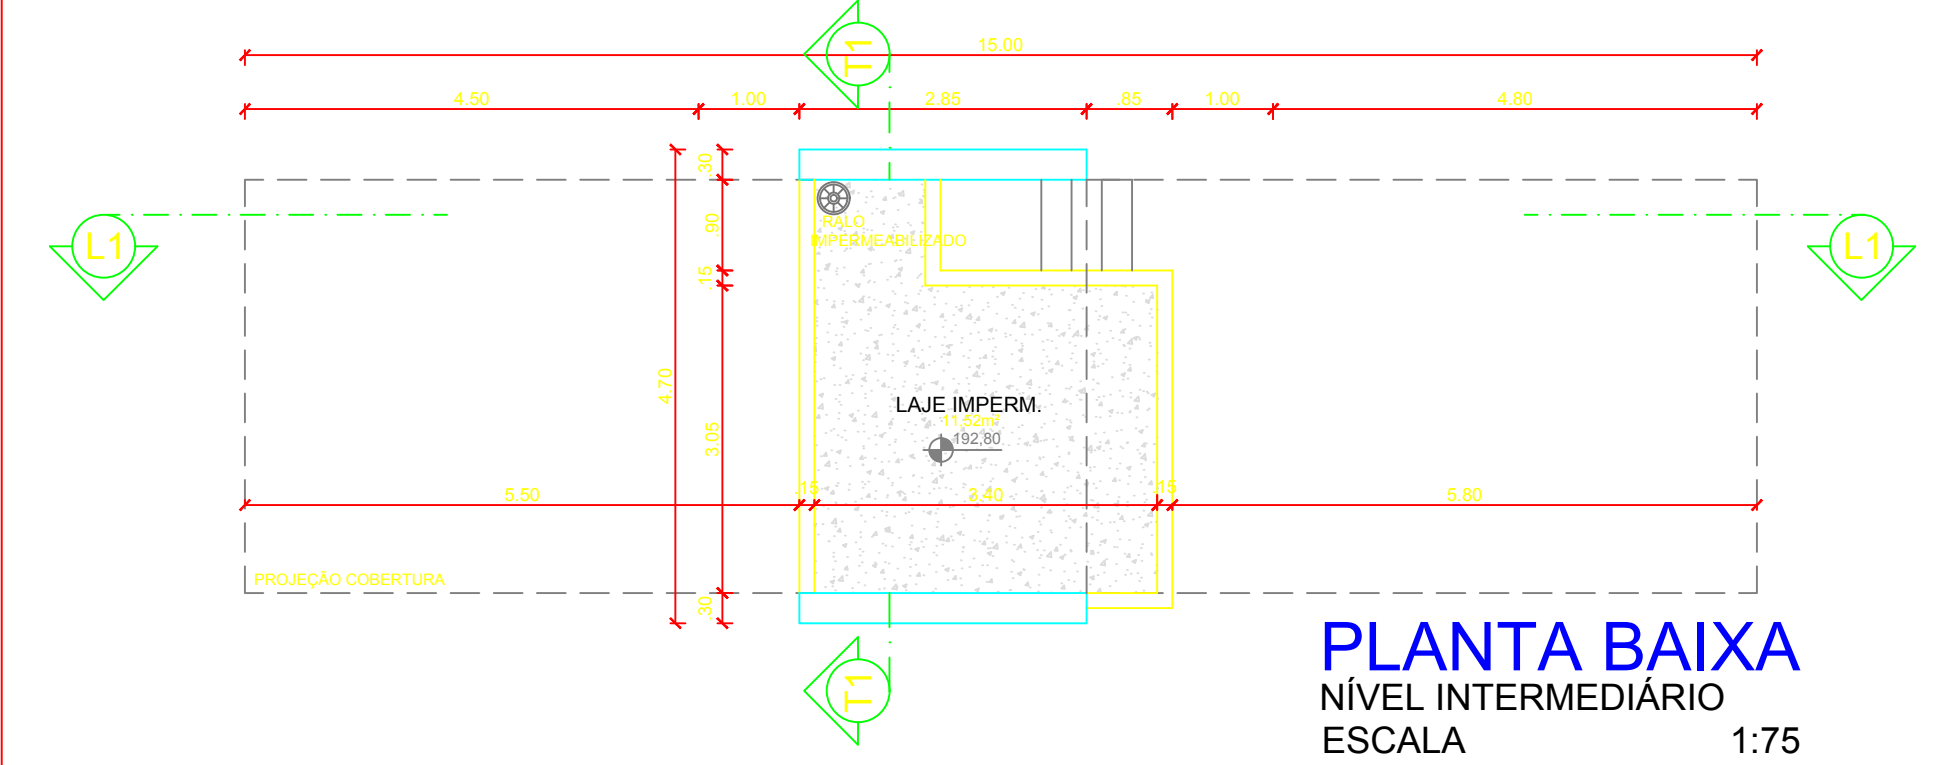 T1
15.00
4.50
1.00
2.85
.85
1.00
4.80
.30
RALO
IMPERMEABILIZADO
.90
L1
L1
.15
4.70
LAJE IMPERM.
11,52m²
192,80
3.05
5.50
.15
3.40
.15
5.80
PROJEÇÃO COBERTURA
.30
T1
PLANTA BAIXA
NÍVEL INTERMEDIÁRIO
ESCALA 1:75